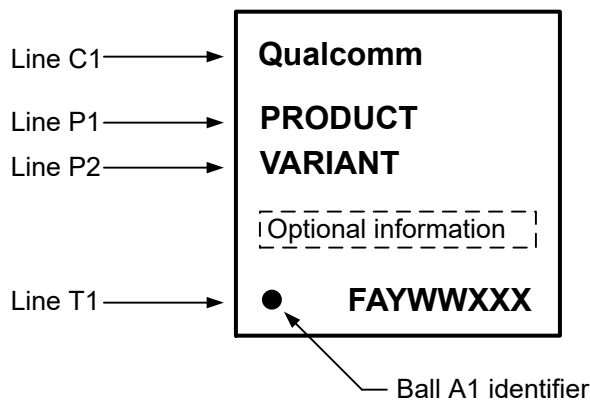 Line C1 Qualcomm
Line P1 PRODUCT
Line P2 VARIANT
Optional information
Line T1 FAYWWXXX
Ball A1 identifier